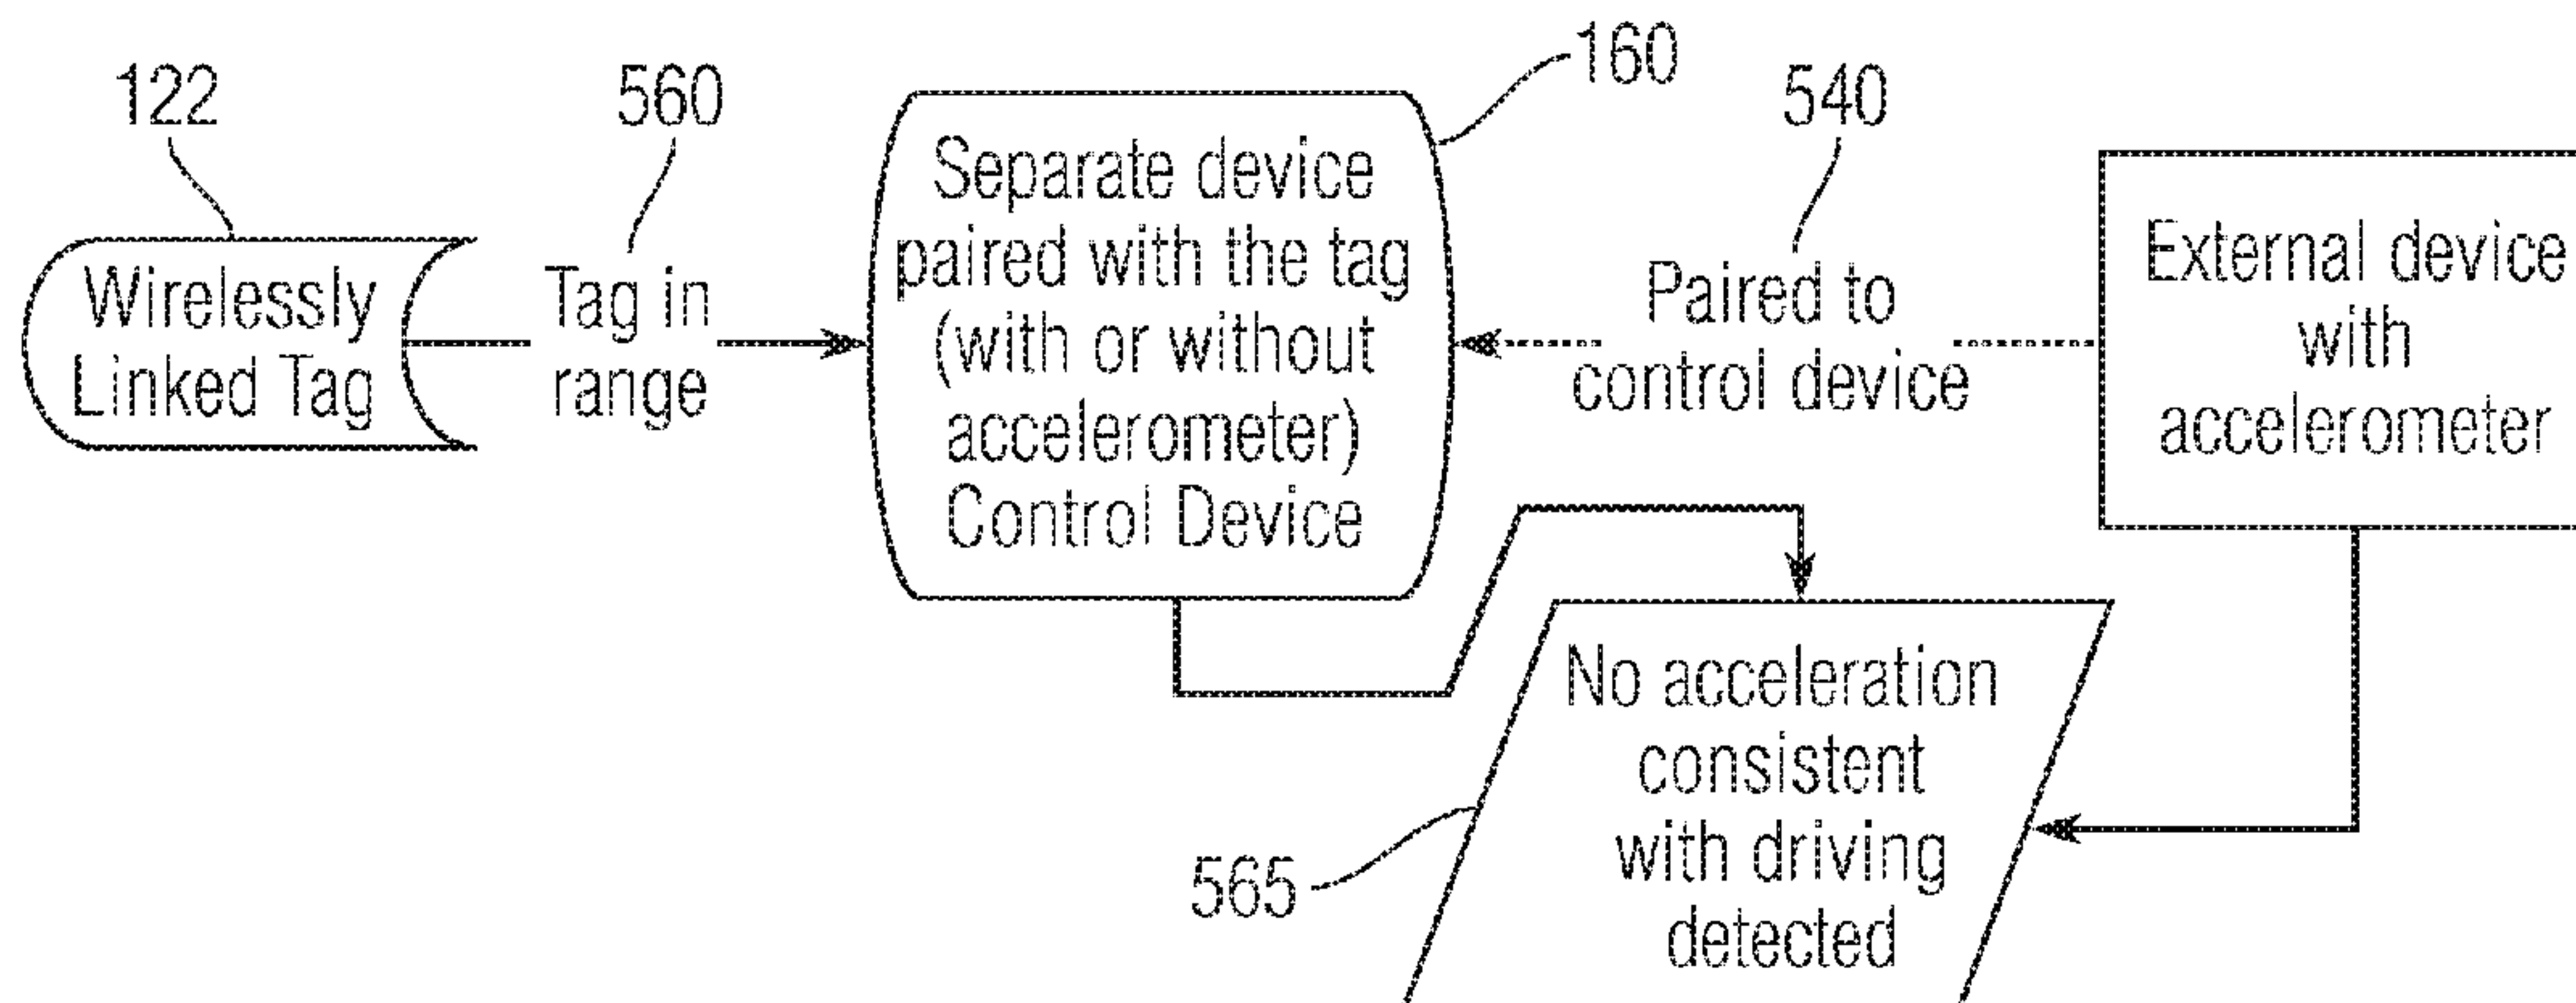 122
560
160
540
Wirelessly
Linked Tag
Tag in
range
Separate device
paired with the tag
(with or without
accelerometer)
Control Device
Paired to
control device
External device
with
accelerometer
565
No acceleration
consistent
with driving
detected